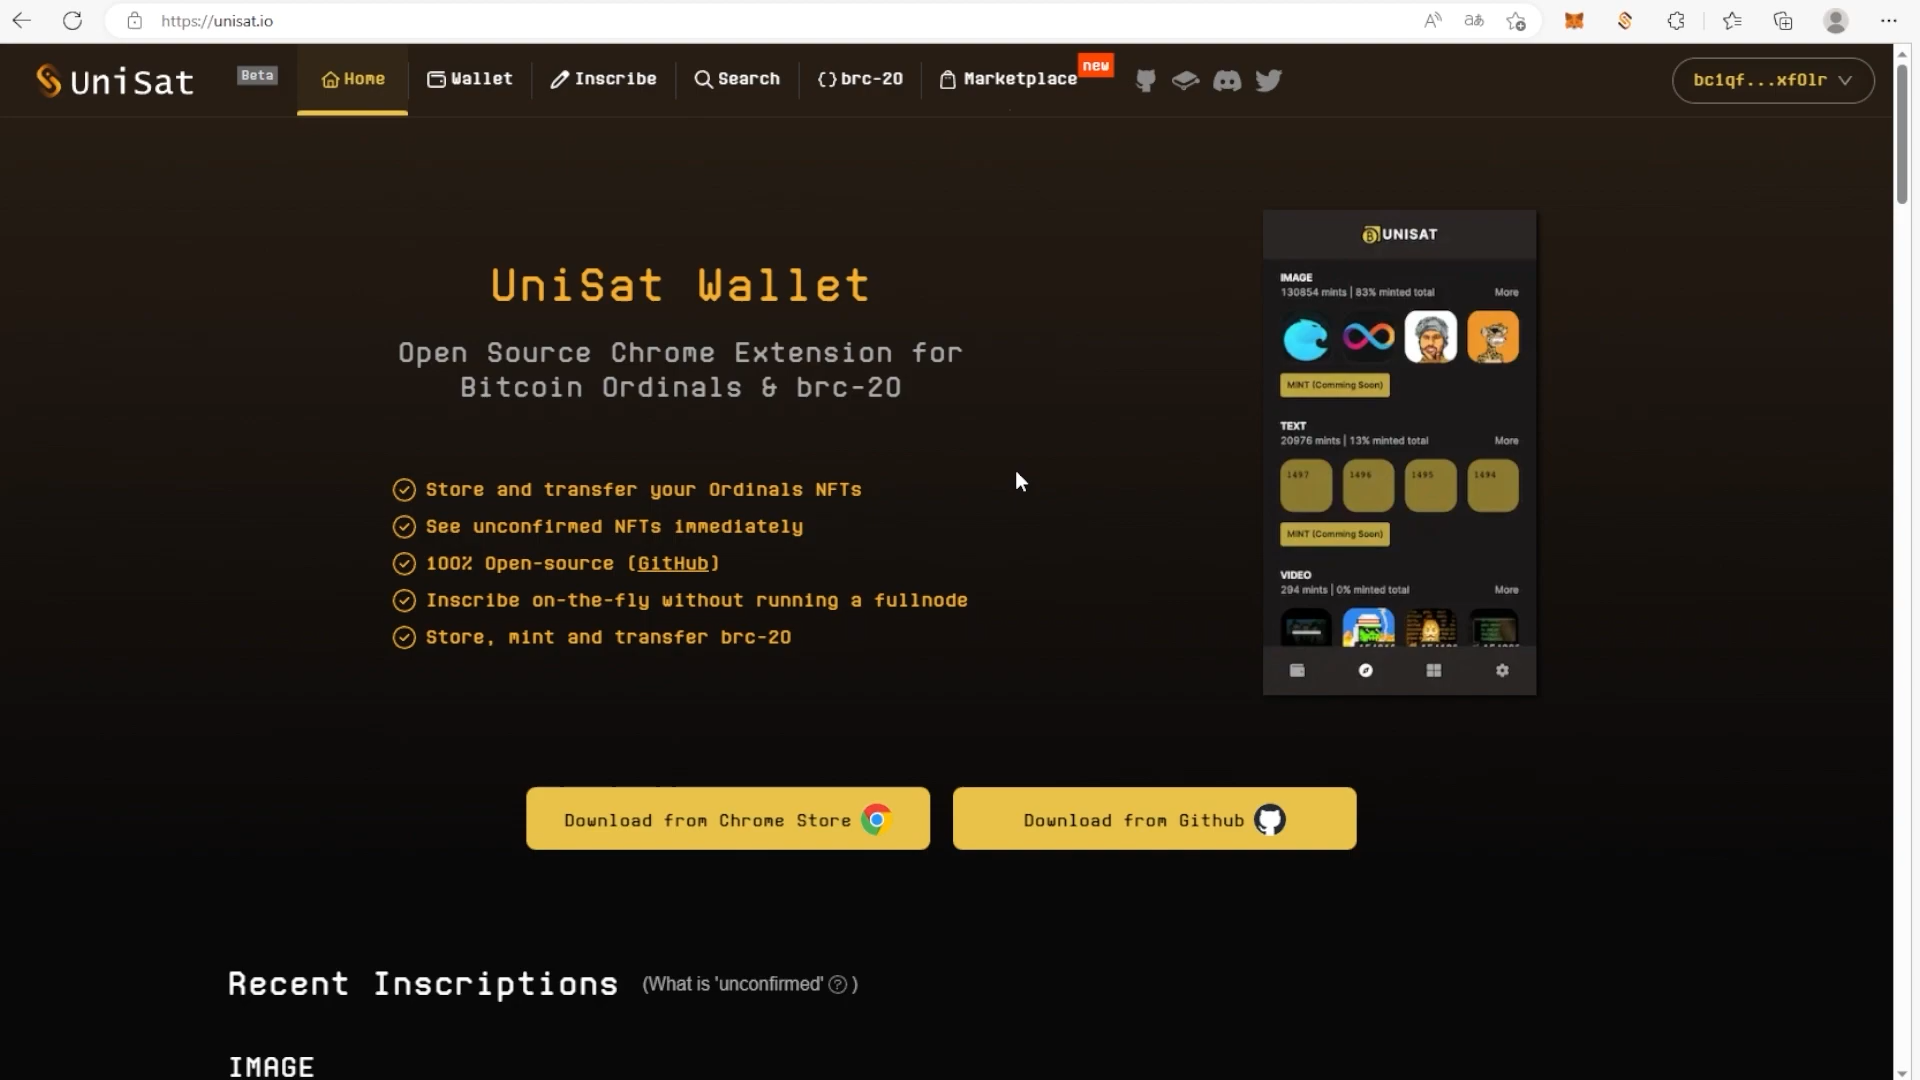 https://unisat.io
UniSat
Beta
Home
Wallet
Inscribe
Search
{}brc-20
Marketplace
new
bc1qf...xf0lr
UniSat Wallet
Open Source Chrome Extension for
Bitcoin Ordinals & brc-20
Store and transfer your Ordinals NFTs
See unconfirmed NFTs immediately
100% Open-source (GitHub)
Inscribe on-the-fly without running a fullnode
Store, mint and transfer brc-20
UNISAT
IMAGE
130854 mints | 83% minted total
More
MINT (Comming Soon)
TEXT
20976 mints | 13% minted total
More
1497
1496
1495
1494
MINT (Comming Soon)
VIDEO
294 mints | 0% minted total
More
Download from Chrome Store
Download from Github
Recent Inscriptions
(What is 'unconfirmed' ? )
IMAGE